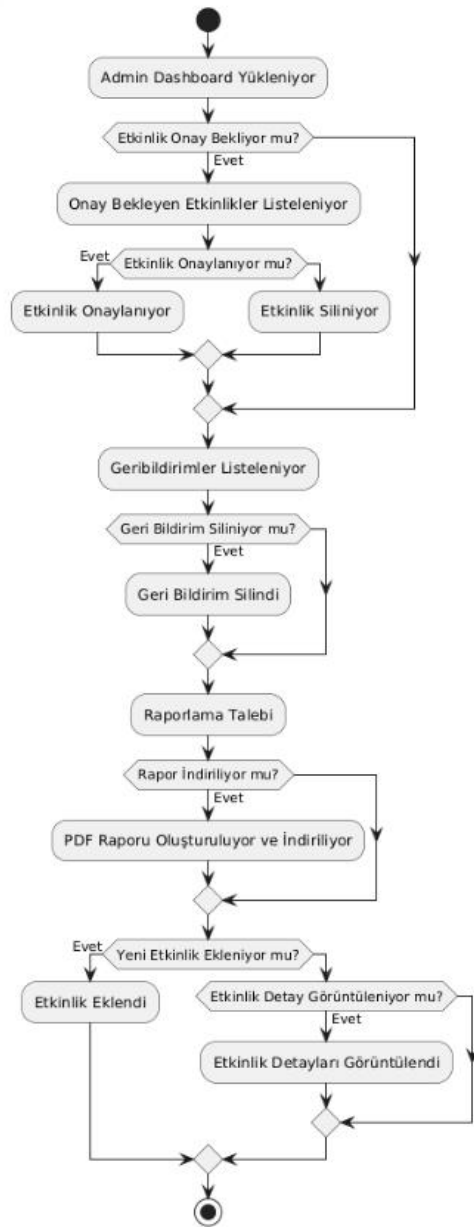 Admin Dashboard Yükleniyor
Etkinlik Onay Bekliyor mu?
Evet
Onay Bekleyen Etkinlikler Listeleniyor
Evet
Etkinlik Onaylanıyor mu?
Etkinlik Onaylanıyor
Etkinlik Siliniyor
Geribildirimler Listeleniyor
Geri Bildirim Siliniyor mu?
Evet
Geri Bildirim Silindi
Raporlama Talebi
Rapor İndiriliyor mu?
Evet
PDF Raporu Oluşturuluyor ve İndiriliyor
Evet
Yeni Etkinlik Ekleniyor mu?
Etkinlik Eklendi
Etkinlik Detay Görüntüleniyor mu?
Evet
Etkinlik Detayları Görüntülendi